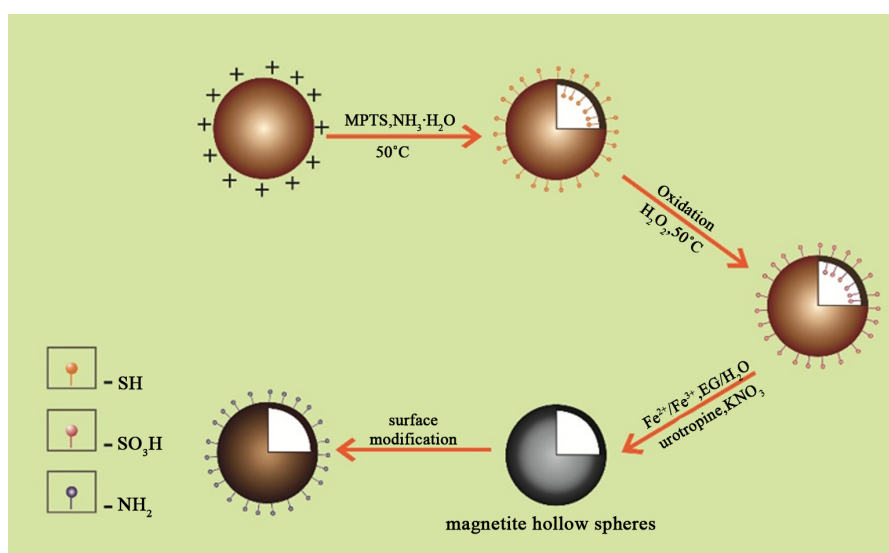 + + + + + + + + + + + + +
MPTS,NH₃·H₂O
50°C
Oxidation
H₂O₂,50°C
Fe²⁺/Fe³⁺,EG/H₂O
urotropine,KNO₃
magnetite hollow spheres
surface
modification
- SH
- SO₃H
- NH₂